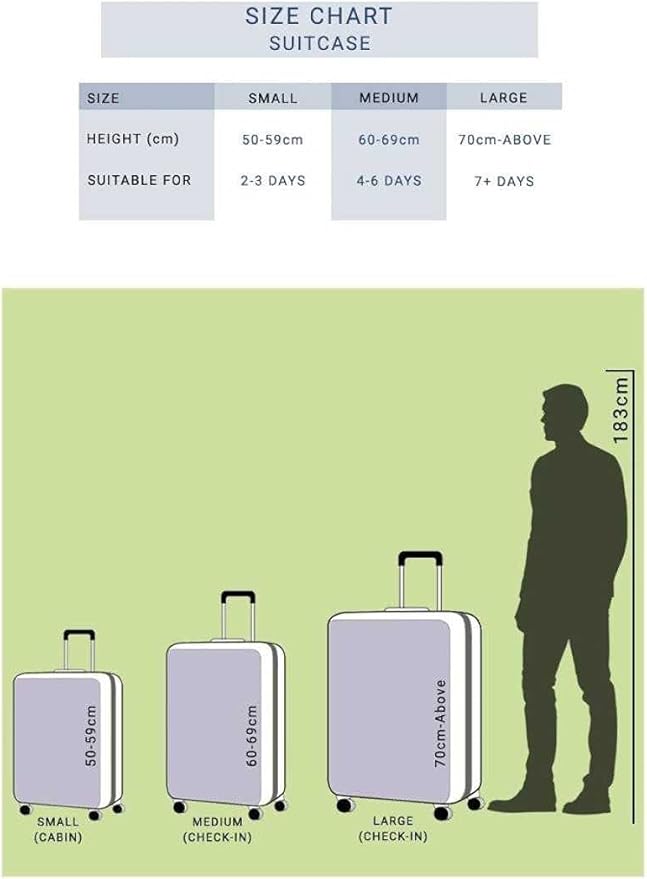 SIZE CHART
SUITCASE
SIZE SMALL MEDIUM LARGE
HEIGHT (cm) 50-59cm 60-69cm 70cm-ABOVE
SUITABLE FOR 2-3 DAYS 4-6 DAYS 7+ DAYS
183cm
50-59cm
60-69cm
70cm-Above
SMALL
(CABIN)
MEDIUM
(CHECK-IN)
LARGE
(CHECK-IN)